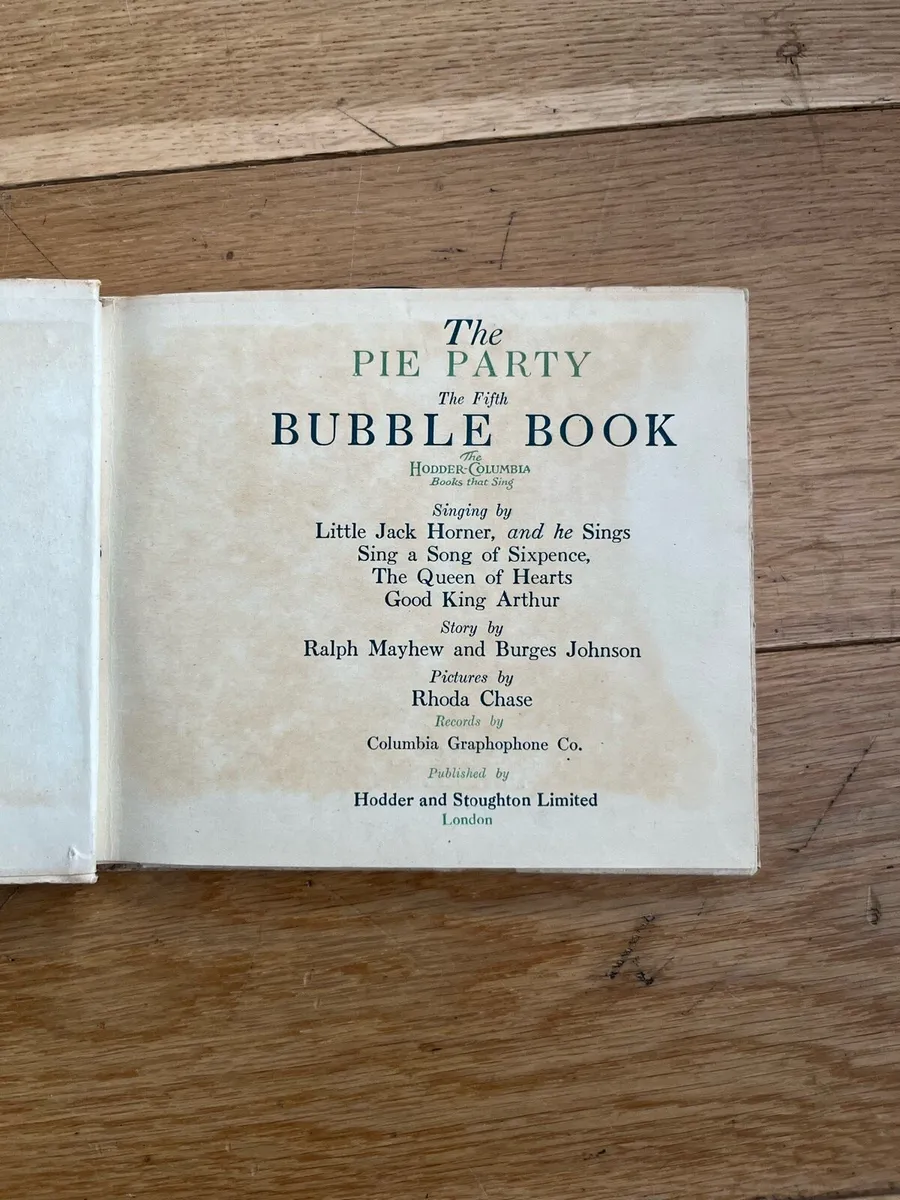 The
PIE PARTY
The Fifth
BUBBLE BOOK
The
HODDER-COLUMBIA
Books that Sing
Singing by
Little Jack Horner, and he Sings
Sing a Song of Sixpence,
The Queen of Hearts
Good King Arthur
Story by
Ralph Mayhew and Burges Johnson
Pictures by
Rhoda Chase
Records by
Columbia Graphophone Co.
Published by
Hodder and Stoughton Limited
London